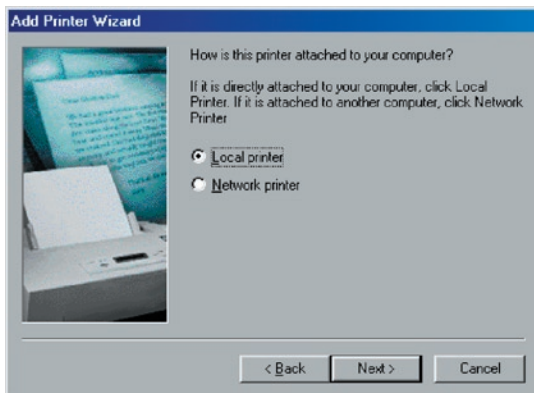 Add Printer Wizard
How is this printer attached to your computer?
If it is directly attached to your computer, click Local
Printer. If it is attached to another computer, click Network
Printer
Local printer
Network printer
< Back
Next >
Cancel